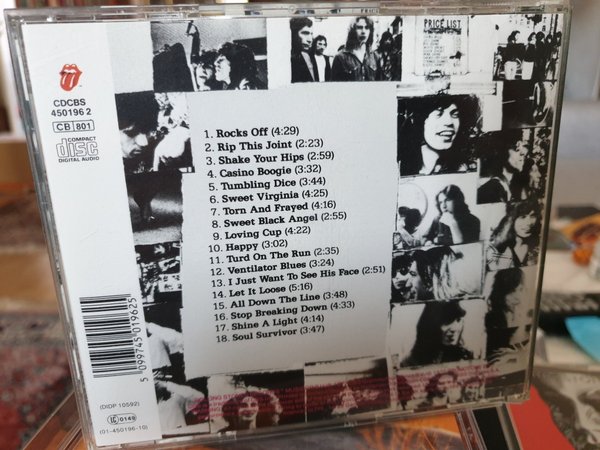 PRICE LIST
CDCBS
450196 2
CB 801
COMPACT
disc
DIGITAL AUDIO
1. Rocks Off (4:29)
2. Rip This Joint (2:23)
3. Shake Your Hips (2:59)
4. Casino Boogie (3:32)
5. Tumbling Dice (3:44)
6. Sweet Virginia (4:25)
7. Torn And Frayed (4:16)
8. Sweet Black Angel (2:55)
9. Loving Cup (4:22)
10. Happy (3:02)
11. Turd On The Run (2:35)
12. Ventilator Blues (3:24)
13. I Just Want To See His Face (2:51)
14. Let It Loose (5:16)
15. All Down The Line (3:48)
16. Stop Breaking Down (4:33)
17. Shine A Light (4:14)
18. Soul Survivor (3:47)
5 099745 019625
(DIDP 10592)
LC 0149
(01-450196-10)